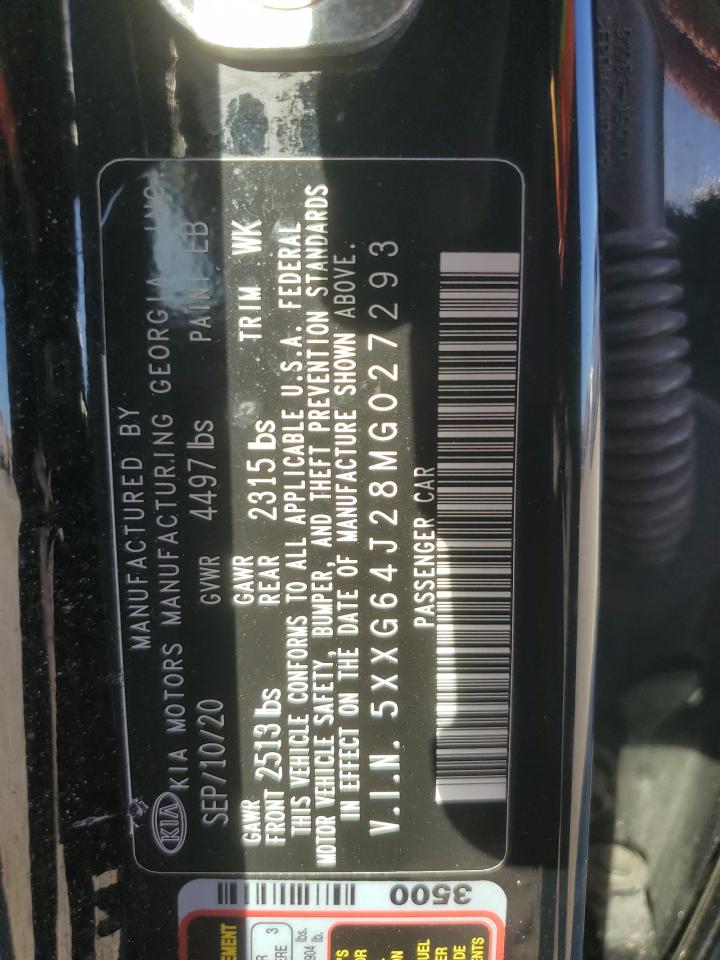 MANUFACTURED BY
KIA KIA MOTORS MANUFACTURING GEORGIA INC
SEP/10/20 GVWR 4497 lbs PAINT EB
GAWR FRONT 2513 lbs GAWR REAR 2315 lbs TRIM WK
THIS VEHICLE CONFORMS TO ALL APPLICABLE U.S.A. FEDERAL
MOTOR VEHICLE SAFETY, BUMPER, AND THEFT PREVENTION STANDARDS
IN EFFECT ON THE DATE OF MANUFACTURE SHOWN ABOVE.
V.I.N. 5XXG64J28MG027293
PASSENGER CAR
3500